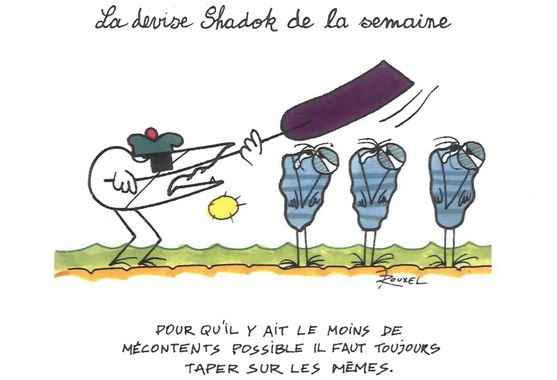 La devise Shadok de la semaine
ROUXEL
POUR QU'IL Y AIT LE MOINS DE
MÉCONTENTS POSSIBLE IL FAUT TOUJOURS
TAPER SUR LES MÊMES.